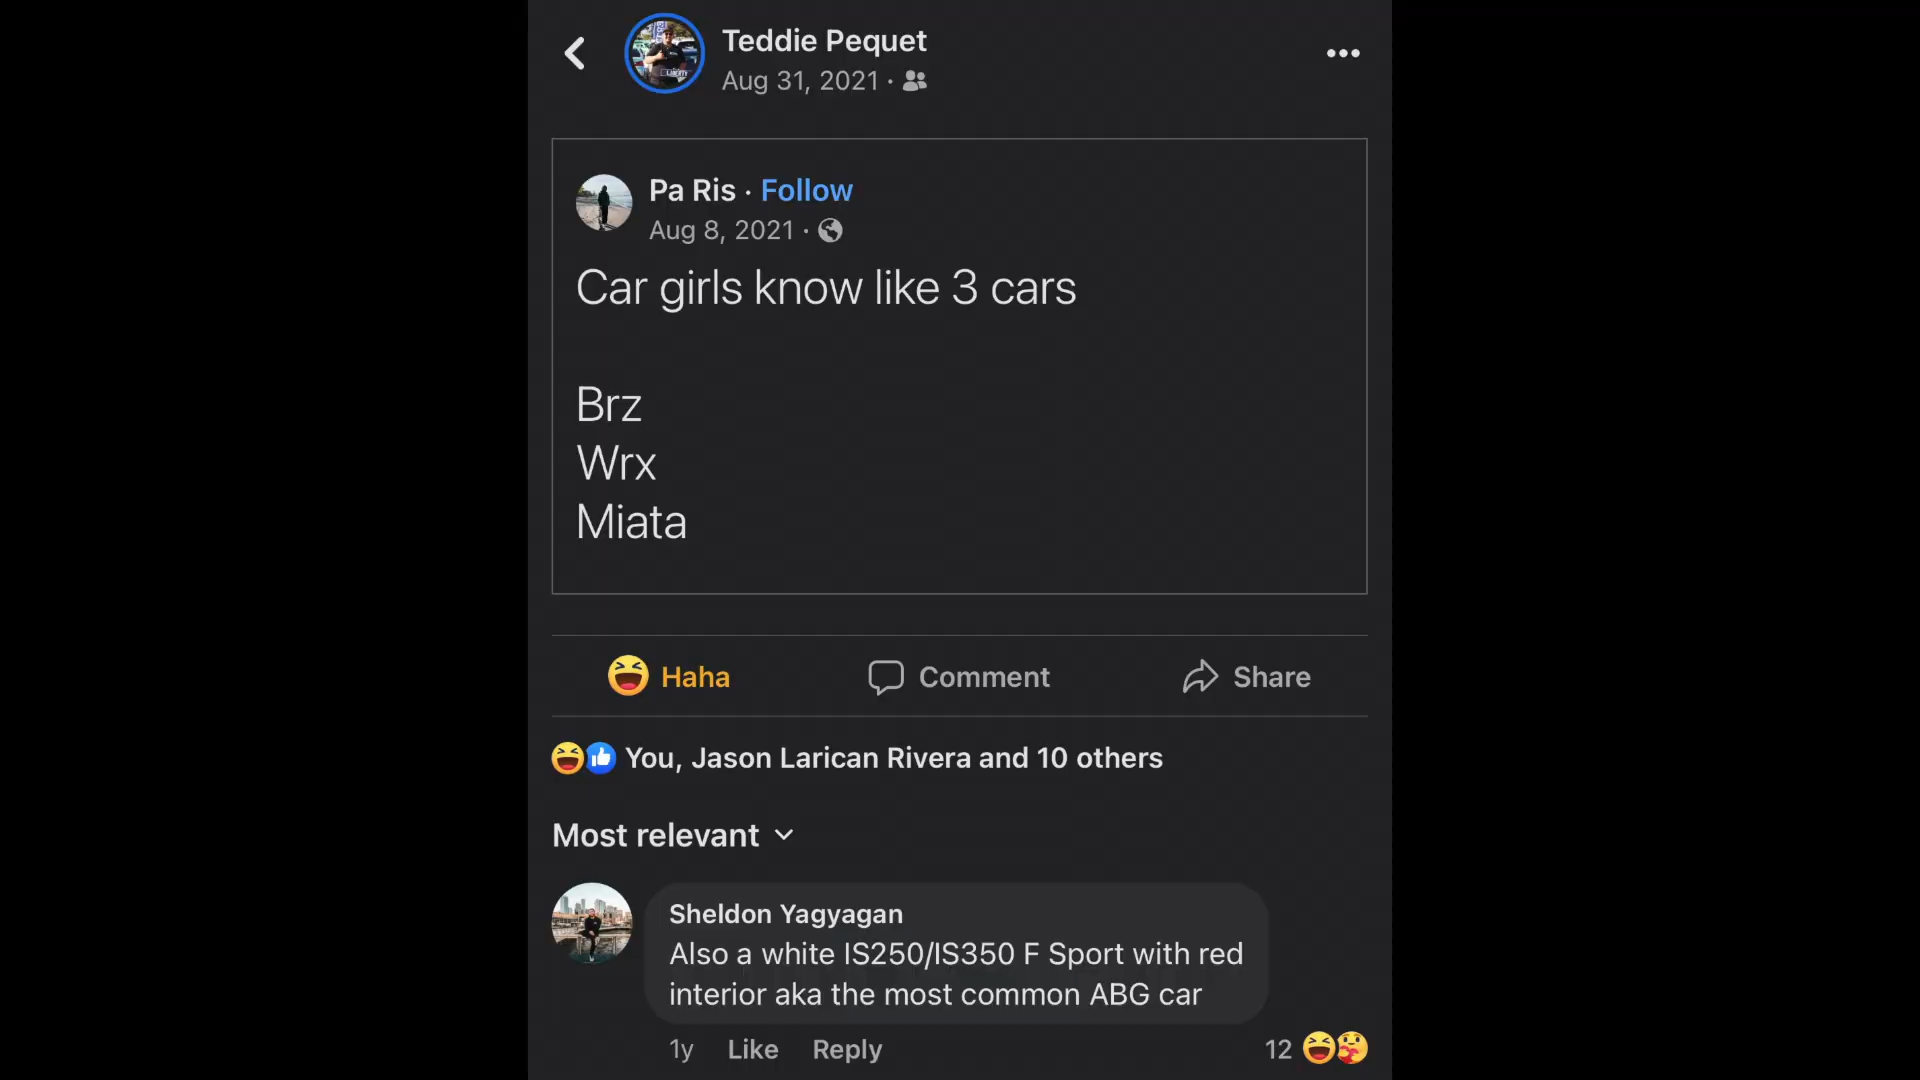 Teddie Pequet
Aug 31, 2021 ·
Pa Ris · Follow
Aug 8, 2021 ·
Car girls know like 3 cars
Brz
Wrx
Miata
Haha
Comment
Share
You, Jason Larican Rivera and 10 others
Most relevant
Sheldon Yagyagan
Also a white IS250/IS350 F Sport with red
interior aka the most common ABG car
1y Like Reply 12